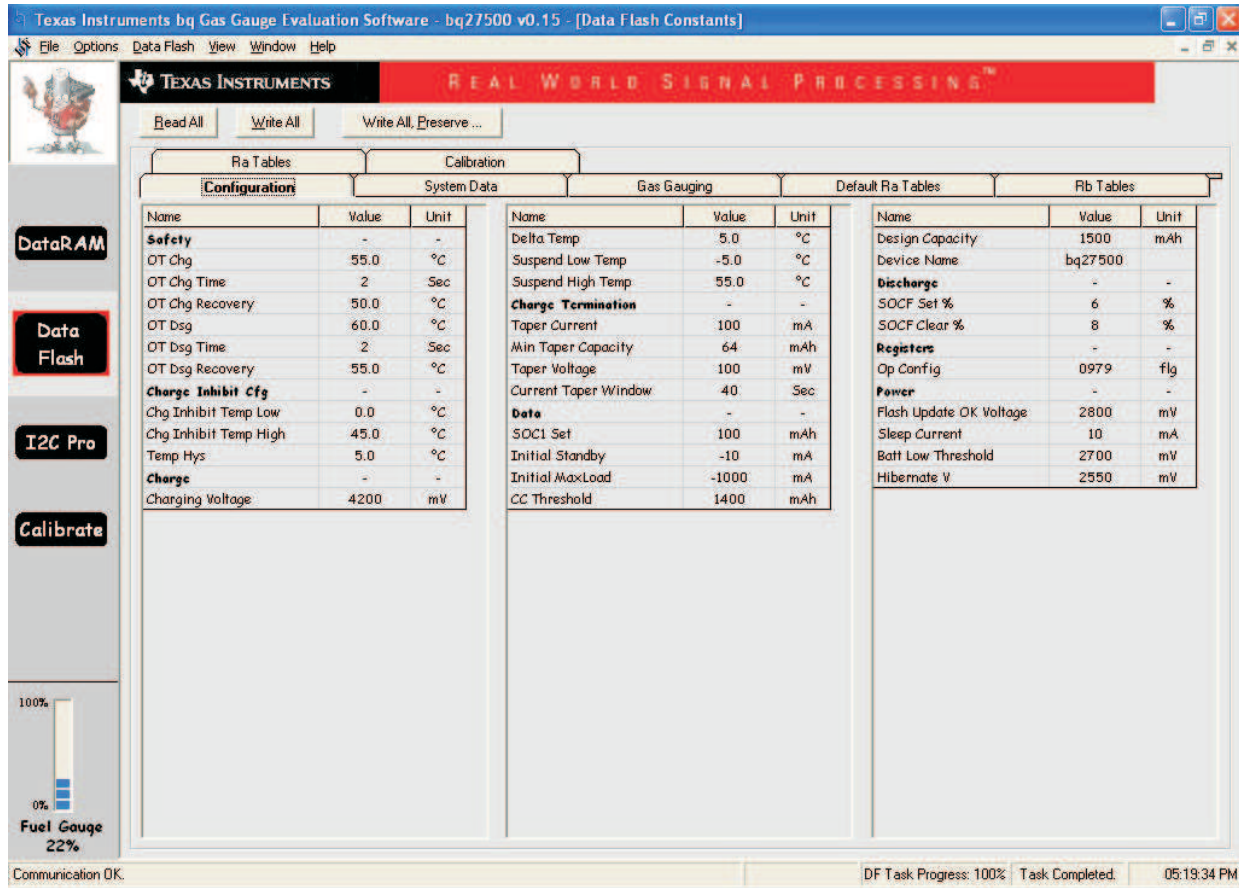 Texas Instruments bq Gas Gauge Evaluation Software - bq27500 v0.15 - [Data Flash Constants]
File Options Data Flash View Window Help
TEXAS INSTRUMENTS
REAL WORLD SIGNAL PROCESSING™
Read All Write All Write All, Preserve ...
Ra Tables Calibration
Configuration System Data Gas Gauging Default Ra Tables Rb Tables
DataRAM
Data
Flash
I2C Pro
Calibrate
100%
0%
Fuel Gauge
22%
Name Value Unit
Safety - -
OT Chg 55.0 °C
OT Chg Time 2 Sec
OT Chg Recovery 50.0 °C
OT Dsg 60.0 °C
OT Dsg Time 2 Sec
OT Dsg Recovery 55.0 °C
Charge Inhibit Cfg - -
Chg Inhibit Temp Low 0.0 °C
Chg Inhibit Temp High 45.0 °C
Temp Hys 5.0 °C
Charge - -
Charging Voltage 4200 mV
Name Value Unit
Delta Temp 5.0 °C
Suspend Low Temp -5.0 °C
Suspend High Temp 55.0 °C
Charge Termination - -
Taper Current 100 mA
Min Taper Capacity 64 mAh
Taper Voltage 100 mV
Current Taper Window 40 Sec
Data - -
SOC1 Set 100 mAh
Initial Standby -10 mA
Initial MaxLoad -1000 mA
CC Threshold 1400 mAh
Name Value Unit
Design Capacity 1500 mAh
Device Name bq27500
Discharge - -
SOCF Set % 6 %
SOCF Clear % 8 %
Registers - -
Op Config 0979 flg
Power - -
Flash Update OK Voltage 2800 mV
Sleep Current 10 mA
Batt Low Threshold 2700 mV
Hibernate V 2550 mV
Communication OK. DF Task Progress: 100% Task Completed. 05:19:34 PM